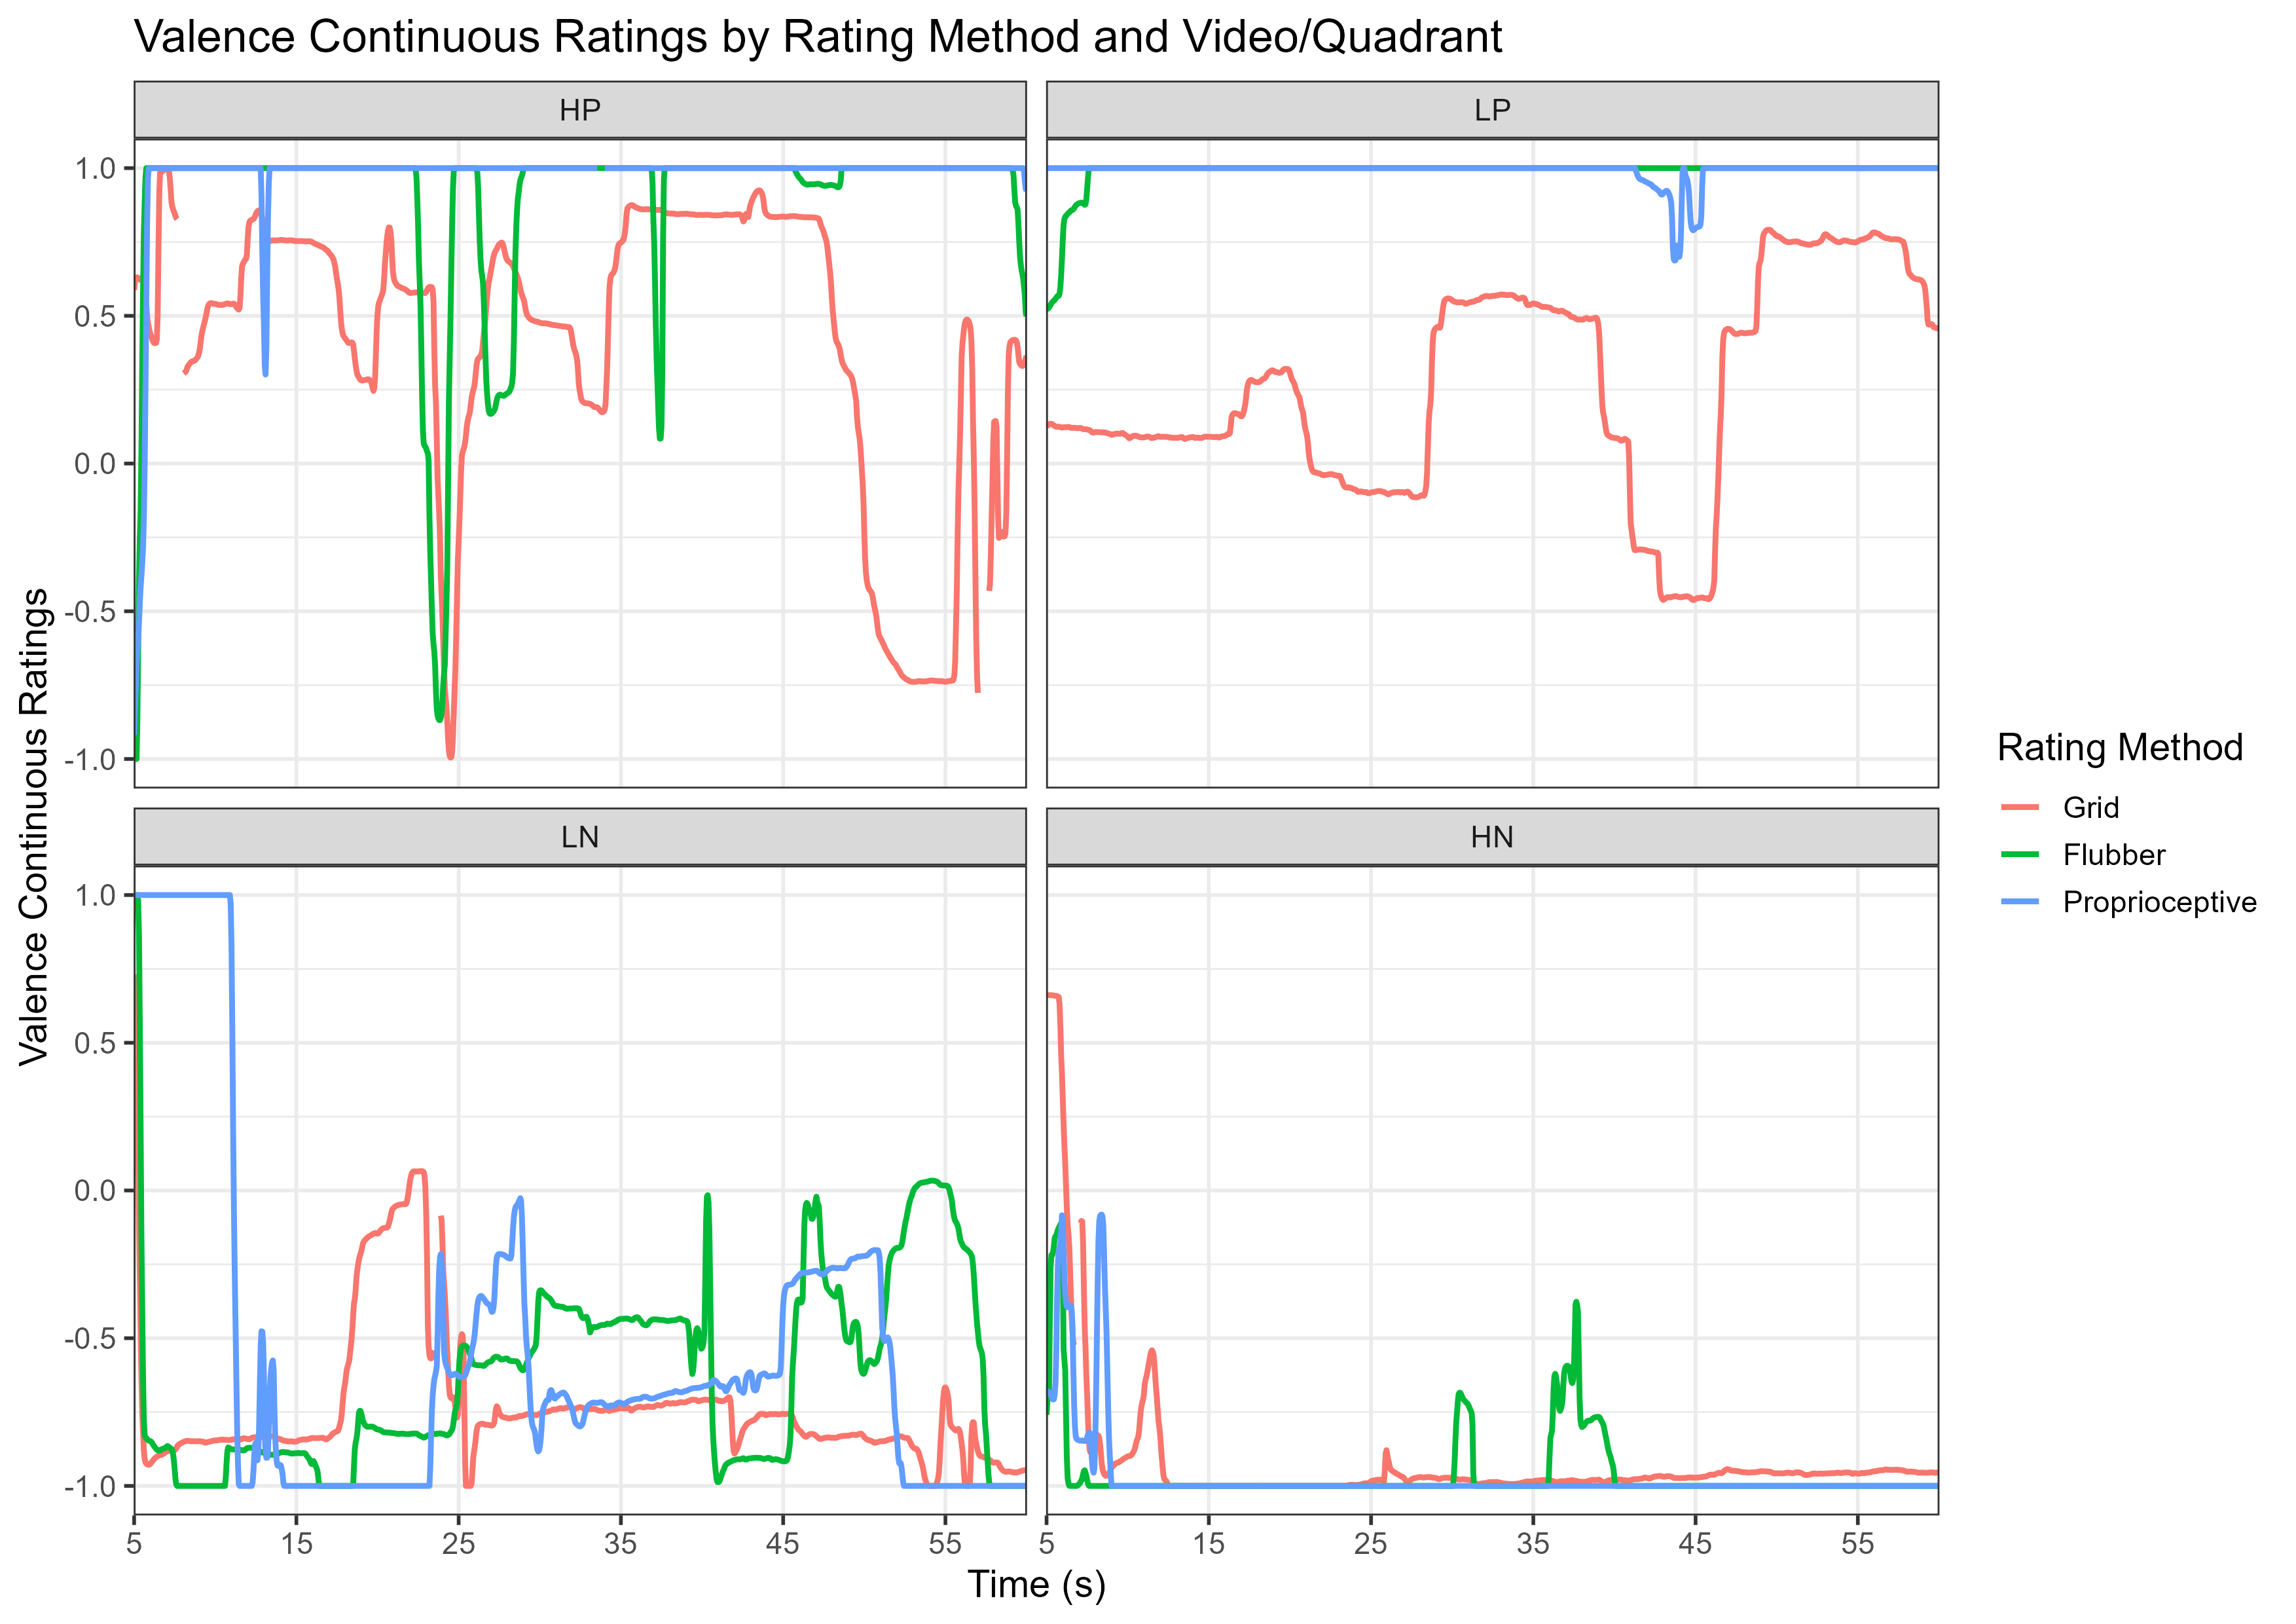 Valence Continuous Ratings by Rating Method and Video/Quadrant
HP
LP
1.0
0.5
0.0
-0.5
-1.0
LN
HN
1.0
0.5
0.0
-0.5
-1.0
5 15 25 35 45 55
5 15 25 35 45 55
Time (s)
Valence Continuous Ratings
Rating Method
Grid
Flubber
Proprioceptive